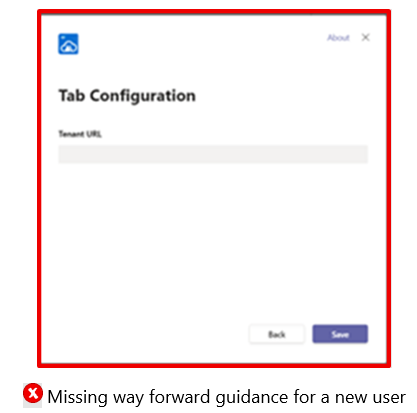 About
Tab Configuration
Tenant URL
Back Save
Missing way forward guidance for a new user